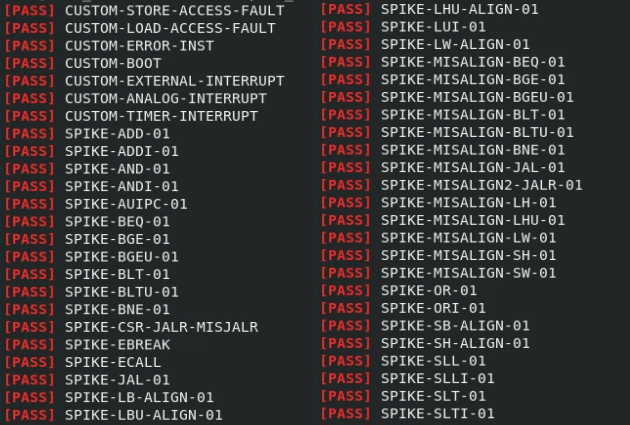 [PASS] CUSTOM-STORE-ACCESS-FAULT
[PASS] CUSTOM-LOAD-ACCESS-FAULT
[PASS] CUSTOM-ERROR-INST
[PASS] CUSTOM-BOOT
[PASS] CUSTOM-EXTERNAL-INTERRUPT
[PASS] CUSTOM-ANALOG-INTERRUPT
[PASS] CUSTOM-TIMER-INTERRUPT
[PASS] SPIKE-ADD-01
[PASS] SPIKE-ADDI-01
[PASS] SPIKE-AND-01
[PASS] SPIKE-ANDI-01
[PASS] SPIKE-AUIPC-01
[PASS] SPIKE-BEQ-01
[PASS] SPIKE-BGE-01
[PASS] SPIKE-BGEU-01
[PASS] SPIKE-BLT-01
[PASS] SPIKE-BLTU-01
[PASS] SPIKE-BNE-01
[PASS] SPIKE-CSR-JALR-MISJALR
[PASS] SPIKE-EBREAK
[PASS] SPIKE-ECALL
[PASS] SPIKE-JAL-01
[PASS] SPIKE-LB-ALIGN-01
[PASS] SPIKE-LBU-ALIGN-01
[PASS] SPIKE-LHU-ALIGN-01
[PASS] SPIKE-LUI-01
[PASS] SPIKE-LW-ALIGN-01
[PASS] SPIKE-MISALIGN-BEQ-01
[PASS] SPIKE-MISALIGN-BGE-01
[PASS] SPIKE-MISALIGN-BGEU-01
[PASS] SPIKE-MISALIGN-BLT-01
[PASS] SPIKE-MISALIGN-BLTU-01
[PASS] SPIKE-MISALIGN-BNE-01
[PASS] SPIKE-MISALIGN-JAL-01
[PASS] SPIKE-MISALIGN2-JALR-01
[PASS] SPIKE-MISALIGN-LH-01
[PASS] SPIKE-MISALIGN-LHU-01
[PASS] SPIKE-MISALIGN-LW-01
[PASS] SPIKE-MISALIGN-SH-01
[PASS] SPIKE-MISALIGN-SW-01
[PASS] SPIKE-OR-01
[PASS] SPIKE-ORI-01
[PASS] SPIKE-SB-ALIGN-01
[PASS] SPIKE-SH-ALIGN-01
[PASS] SPIKE-SLL-01
[PASS] SPIKE-SLLI-01
[PASS] SPIKE-SLT-01
[PASS] SPIKE-SLTI-01